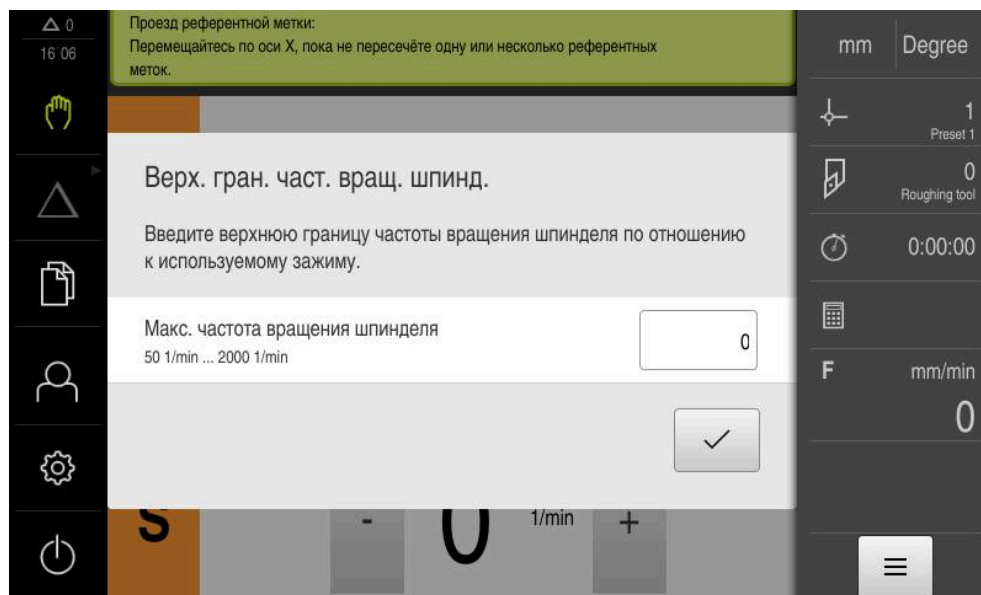 0
16 06
Проезд референтной метки:
Перемещайтесь по оси X, пока не пересечёте одну или несколько референтных
меток.
Верх. гран. част. вращ. шпинд.
Введите верхнюю границу частоты вращения шпинделя по отношению
к используемому зажиму.
Макс. частота вращения шпинделя
50 1/min ... 2000 1/min
0
S
-
0
1/min
+
mm
Degree
1
Preset 1
0
Roughing tool
0:00:00
F
mm/min
0